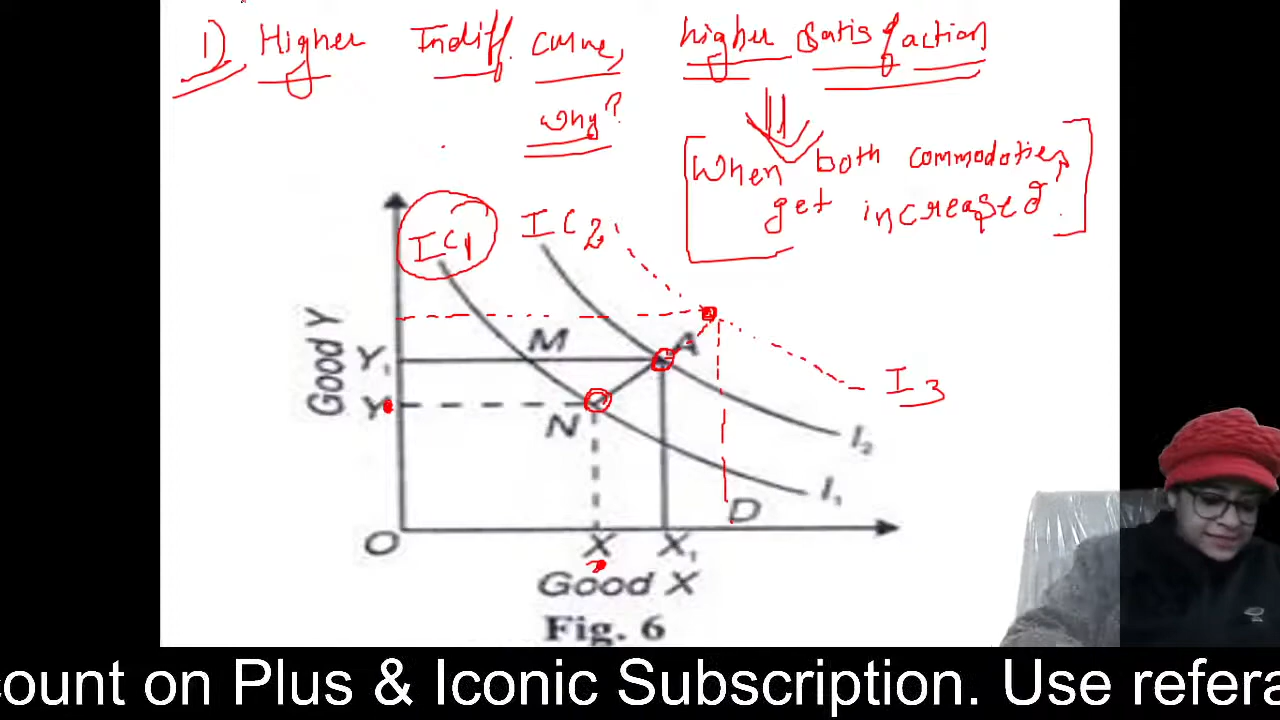 1) Higher Indiff. curve, higher satisfaction
why?
[When both commodoties
get increased.]
IC1 IC2
M A
Good Y
Y1
I3
Y N
I2
I1
D
O X X1
Good X
Fig. 6
count on Plus & Iconic Subscription. Use refera